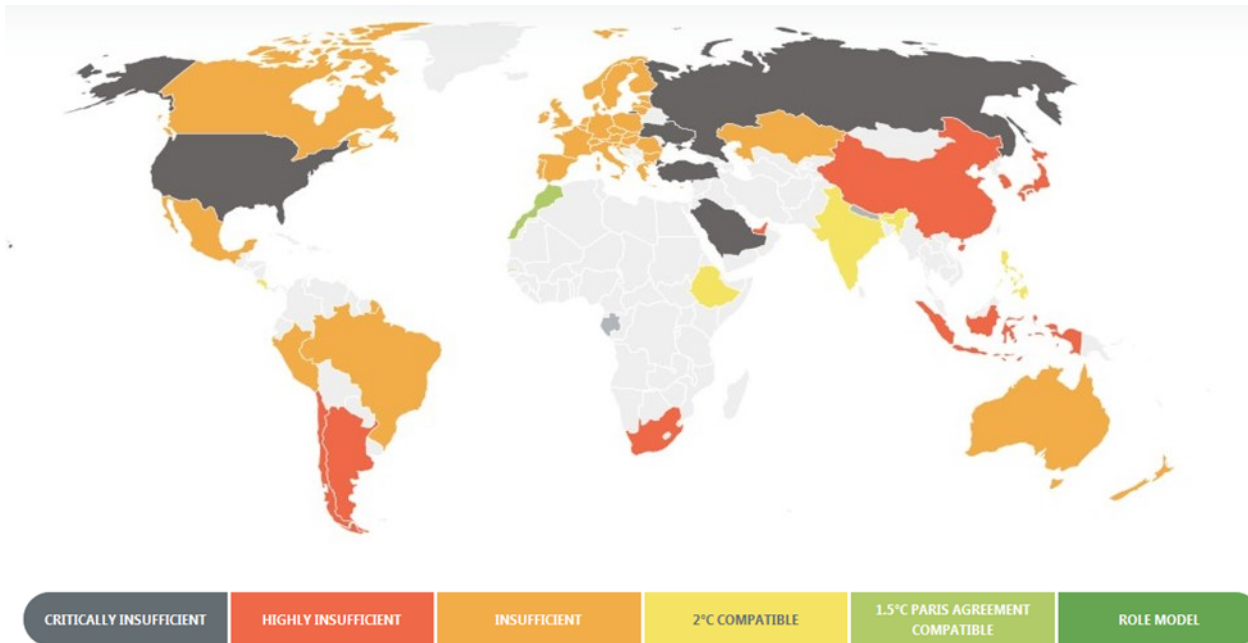 CRITICALLY INSUFFICIENT
HIGHLY INSUFFICIENT
INSUFFICIENT
2°C COMPATIBLE
1.5°C PARIS AGREEMENT
COMPATIBLE
ROLE MODEL